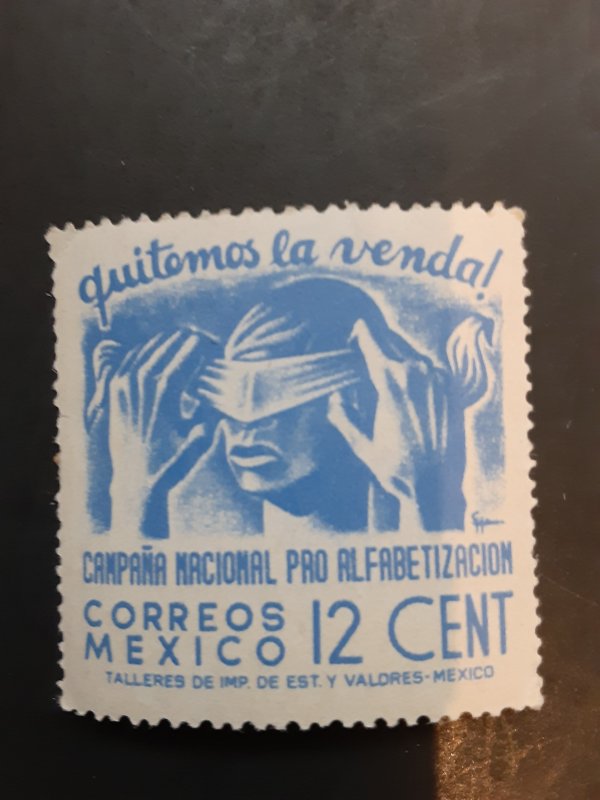 quitemos la venda!
CAMPAÑA NACIONAL PRO ALFABETIZACION
CORREOS
MEXICO 12 CENT
TALLERES DE IMP. DE EST. Y VALORES-MEXICO